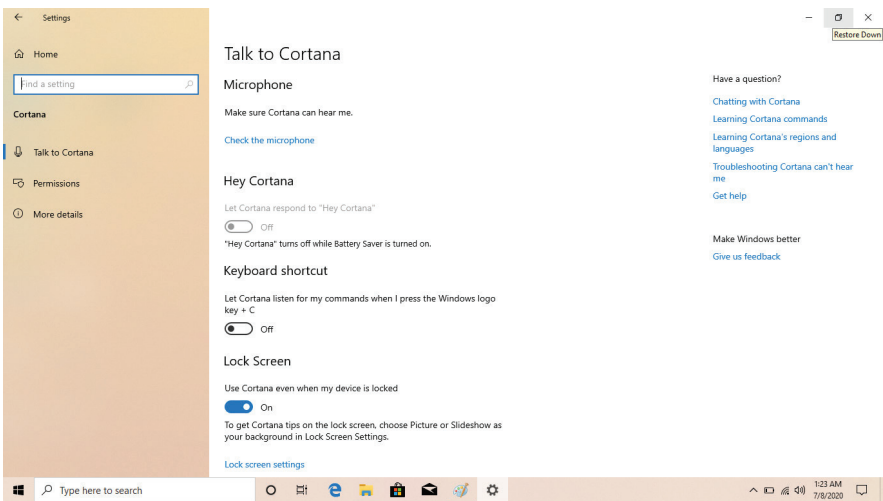 Settings
Restore Down
Home
Find a setting
Cortana
Talk to Cortana
Permissions
More details
Talk to Cortana
Microphone
Make sure Cortana can hear me.
Check the microphone
Hey Cortana
Let Cortana respond to "Hey Cortana"
Off
"Hey Cortana" turns off while Battery Saver is turned on.
Keyboard shortcut
Let Cortana listen for my commands when I press the Windows logo
key + C
Off
Lock Screen
Use Cortana even when my device is locked
On
To get Cortana tips on the lock screen, choose Picture or Slideshow as
your background in Lock Screen Settings.
Lock screen settings
Have a question?
Chatting with Cortana
Learning Cortana commands
Learning Cortana's regions and
languages
Troubleshooting Cortana can't hear
me
Get help
Make Windows better
Give us feedback
Type here to search
1:23 AM
7/8/2020